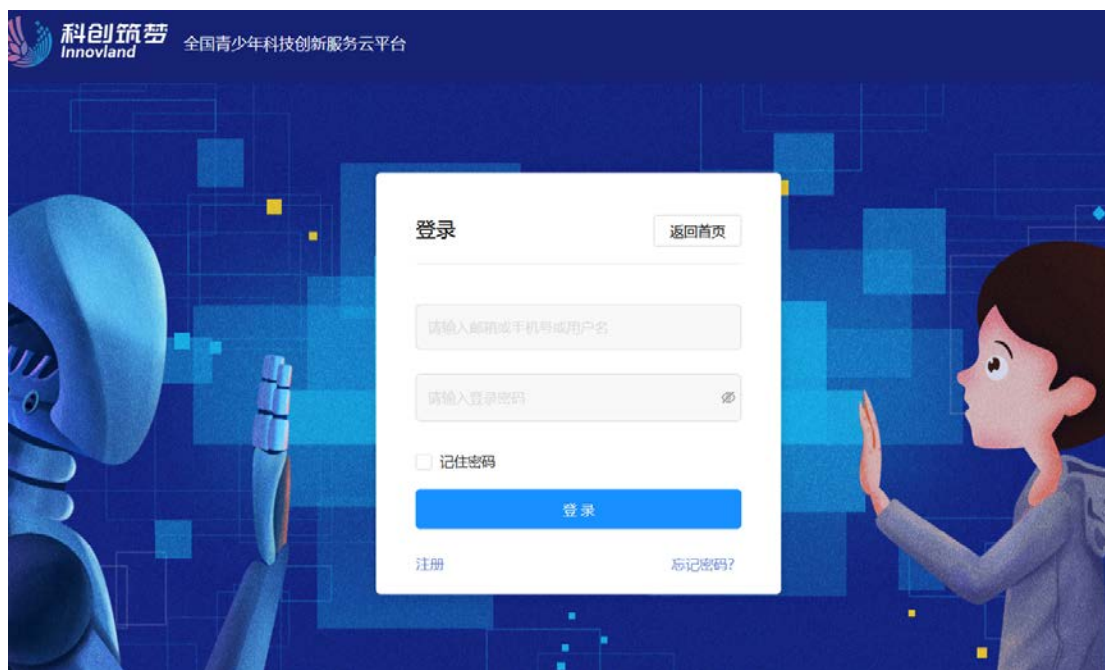 科创筑梦
Innovland
全国青少年科技创新服务云平台
登录
返回首页
请输入邮箱或手机号或用户名
请输入登录密码
记住密码
登 录
注册
忘记密码?